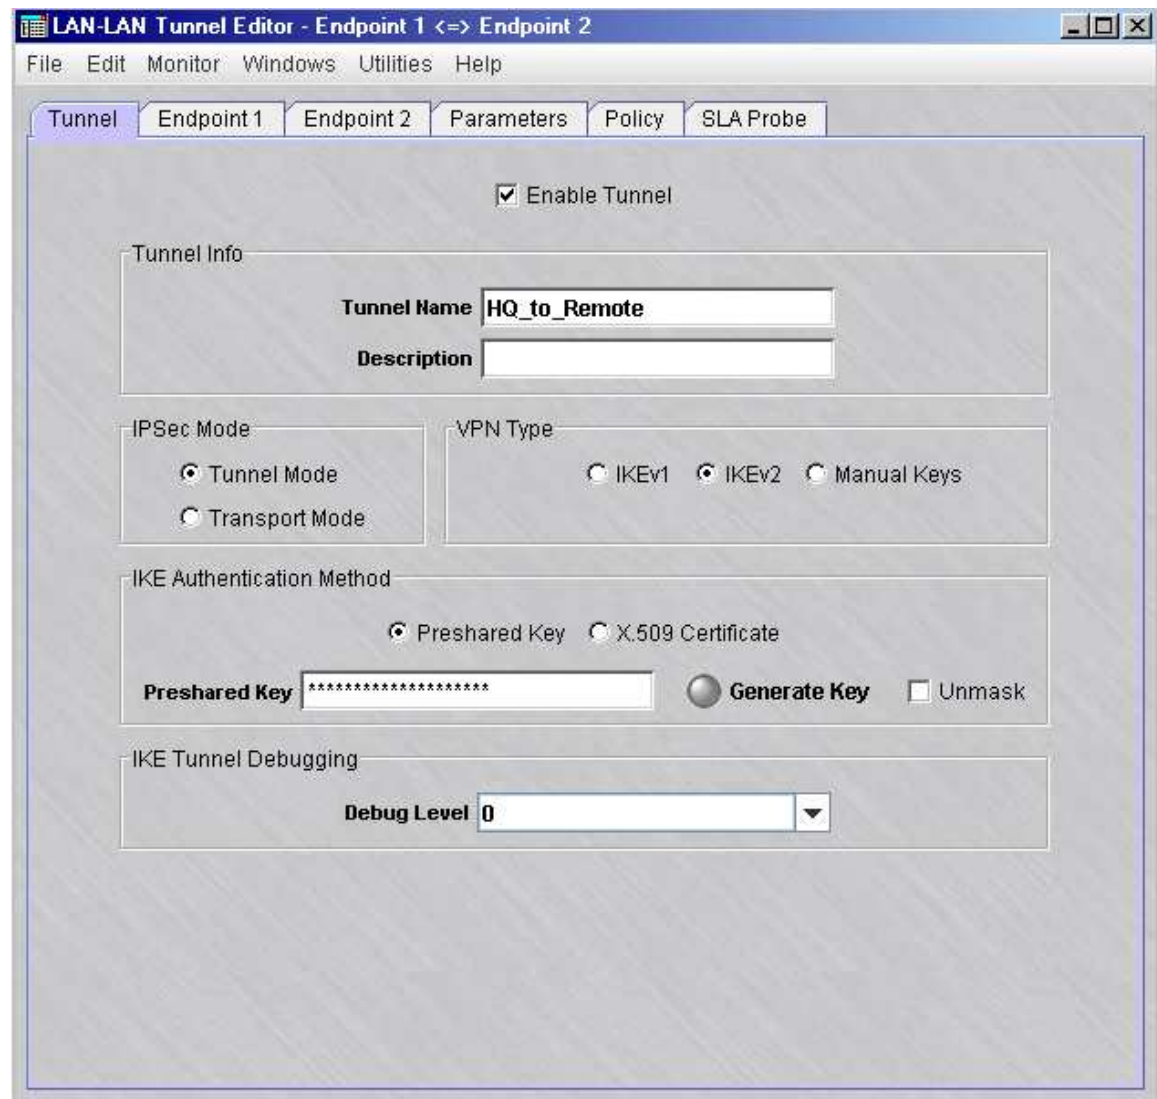 LAN-LAN Tunnel Editor - Endpoint 1 <=> Endpoint 2
File Edit Monitor Windows Utilities Help
Tunnel Endpoint 1 Endpoint 2 Parameters Policy SLA Probe
Enable Tunnel
Tunnel Info
Tunnel Name HQ_to_Remote
Description
IPSec Mode VPN Type
Tunnel Mode IKEv1 IKEv2 Manual Keys
Transport Mode
IKE Authentication Method
Preshared Key X.509 Certificate
Preshared Key ******************** Generate Key Unmask
IKE Tunnel Debugging
Debug Level 0